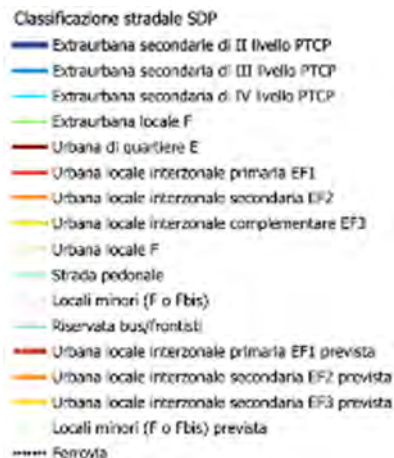 Classificazione stradale SDP
Extraurbana secondarie di II livello PTCP
Extraurbana secondaria di III livello PTCP
Extraurbana secondaria di IV livello PTCP
Extraurbana locale F
Urbana di quartiere E
Urbana locale interzonale primaria EF1
Urbana locale interzonale secondaria EF2
Urbana locale interzonale complementare EF3
Urbana locale F
Strada pedonale
Locali minori (F o Fbis)
Riservata bus/frontisti
Urbana locale interzonale primaria EF1 prevista
Urbana locale interzonale secondaria EF2 prevista
Urbana locale interzonale secondaria EF3 prevista
Locali minori (F o Fbis) prevista
Ferrovia